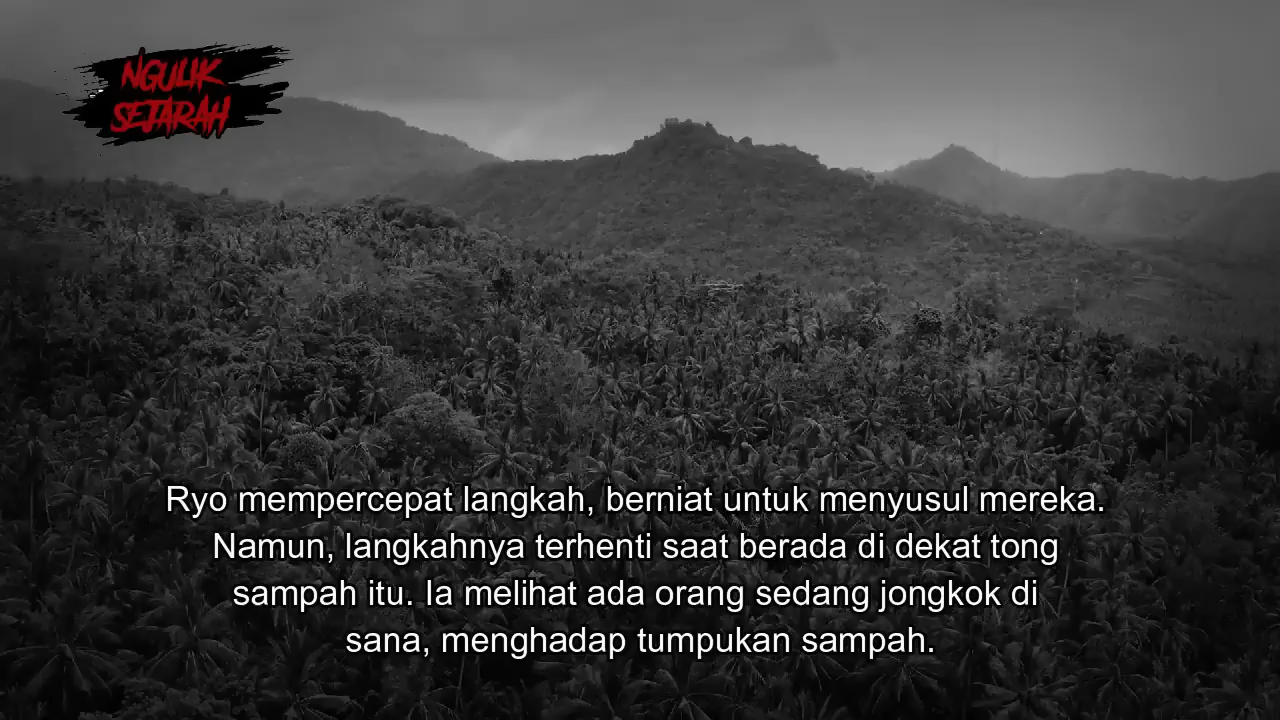 NGULIK
SEJARAH
Ryo mempercepat langkah, berniat untuk menyusul mereka.
Namun, langkahnya terhenti saat berada di dekat tong
sampah itu. Ia melihat ada orang sedang jongkok di
sana, menghadap tumpukan sampah.